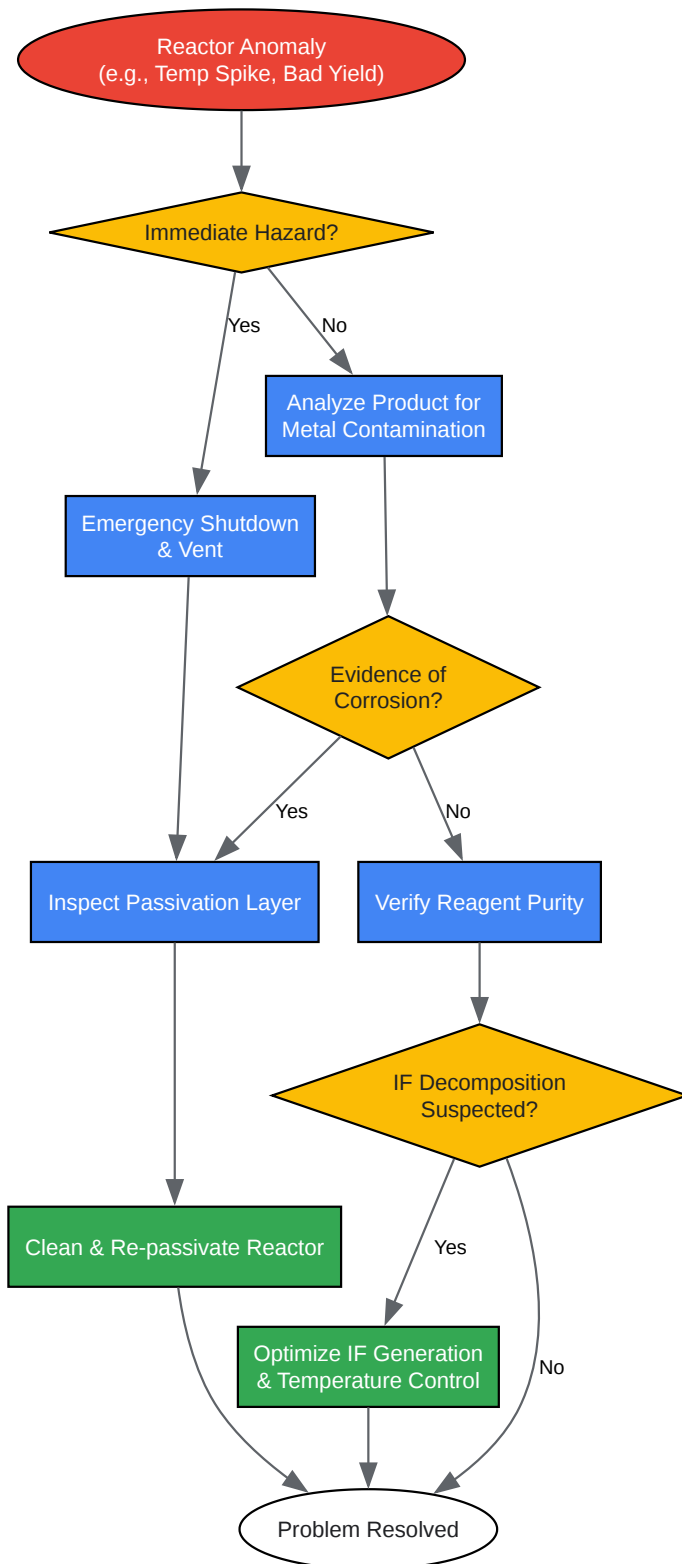 Reactor Anomaly
(e.g., Temp Spike, Bad Yield)
Immediate Hazard?
Yes
No
Analyze Product for
Metal Contamination
Emergency Shutdown
& Vent
Evidence of
Corrosion?
Yes
No
Inspect Passivation Layer
Verify Reagent Purity
IF Decomposition
Suspected?
Clean & Re-passivate Reactor
Yes
No
Optimize IF Generation
& Temperature Control
Problem Resolved